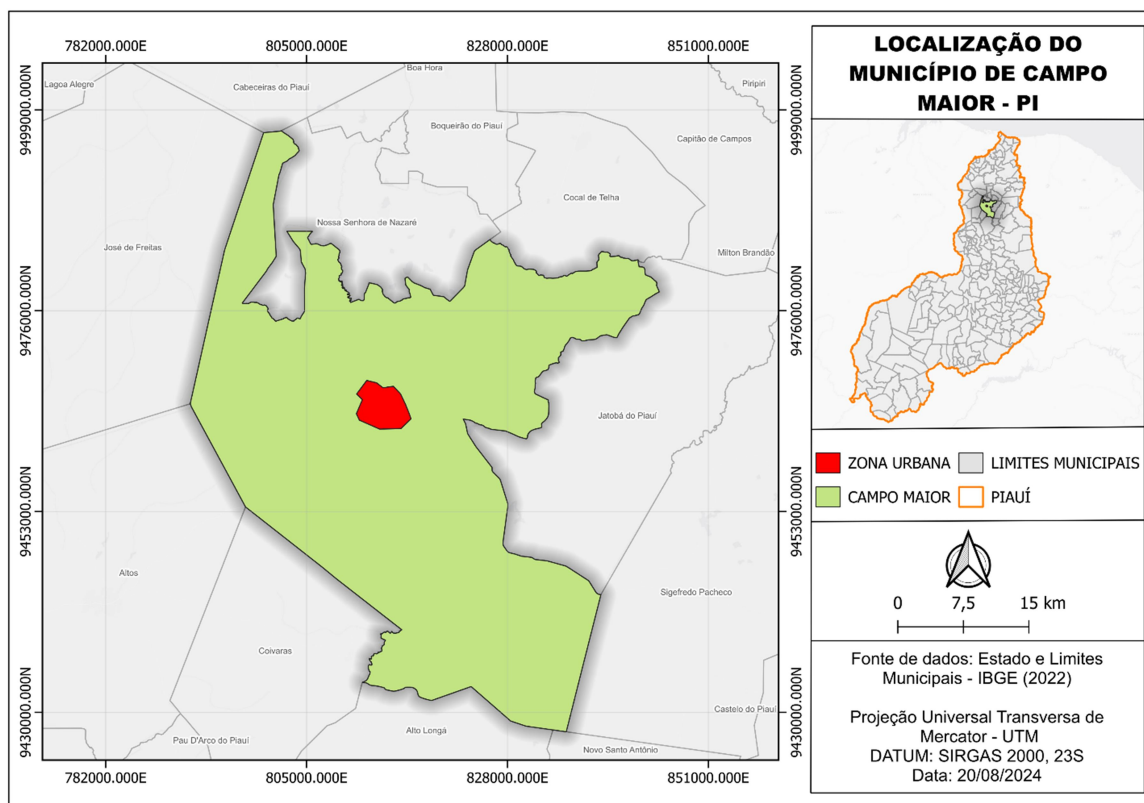 782000.000E 805000.000E 828000.000E 851000.000E
LOCALIZAÇÃO DO
MUNICÍPIO DE CAMPO
MAIOR - PI
9499000.000N
9476000.000N
9453000.000N
9430000.000N
Lagoa Alegre
Cabeceiras do Piauí
Boa Hora
Piripiri
Boqueirão do Piauí
Capitão de Campos
Cocal de Telha
Nossa Senhora de Nazaré
José de Freitas
Milton Brandão
Jatobá do Piauí
Altos
Sigefredo Pacheco
Coivaras
Castelo do Piauí
Alto Longá
Pau D'Arco do Piauí
Novo Santo Antônio
9499000.000N
9476000.000N
9453000.000N
9430000.000N
782000.000E 805000.000E 828000.000E 851000.000E
ZONA URBANA LIMITES MUNICIPAIS
CAMPO MAIOR PIAUÍ
0 7,5 15 km
Fonte de dados: Estado e Limites
Municipais - IBGE (2022)
Projeção Universal Transversa de
Mercator - UTM
DATUM: SIRGAS 2000, 23S
Data: 20/08/2024